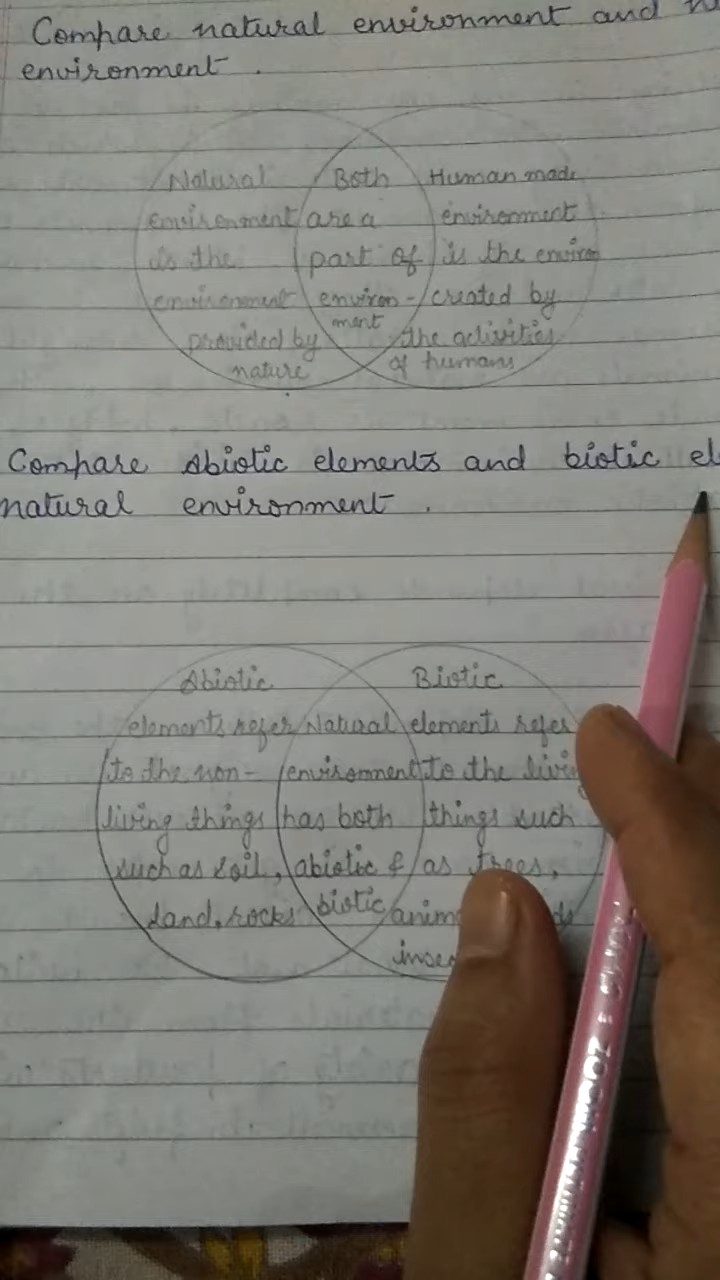 Compare natural environment and
environment.
Natural Both Human made
environment are a environment
is the part of is the environ
environment environ- created by
provided by ment the activities
nature of humans
Compare Abiotic elements and biotic el
natural environment.
Abiotic Biotic
elements refer Natural elements refer
to the non- environment to the livin
living things has both things such
such as soil, abiotic & as trees,
land, rocks biotic anim ds
insec